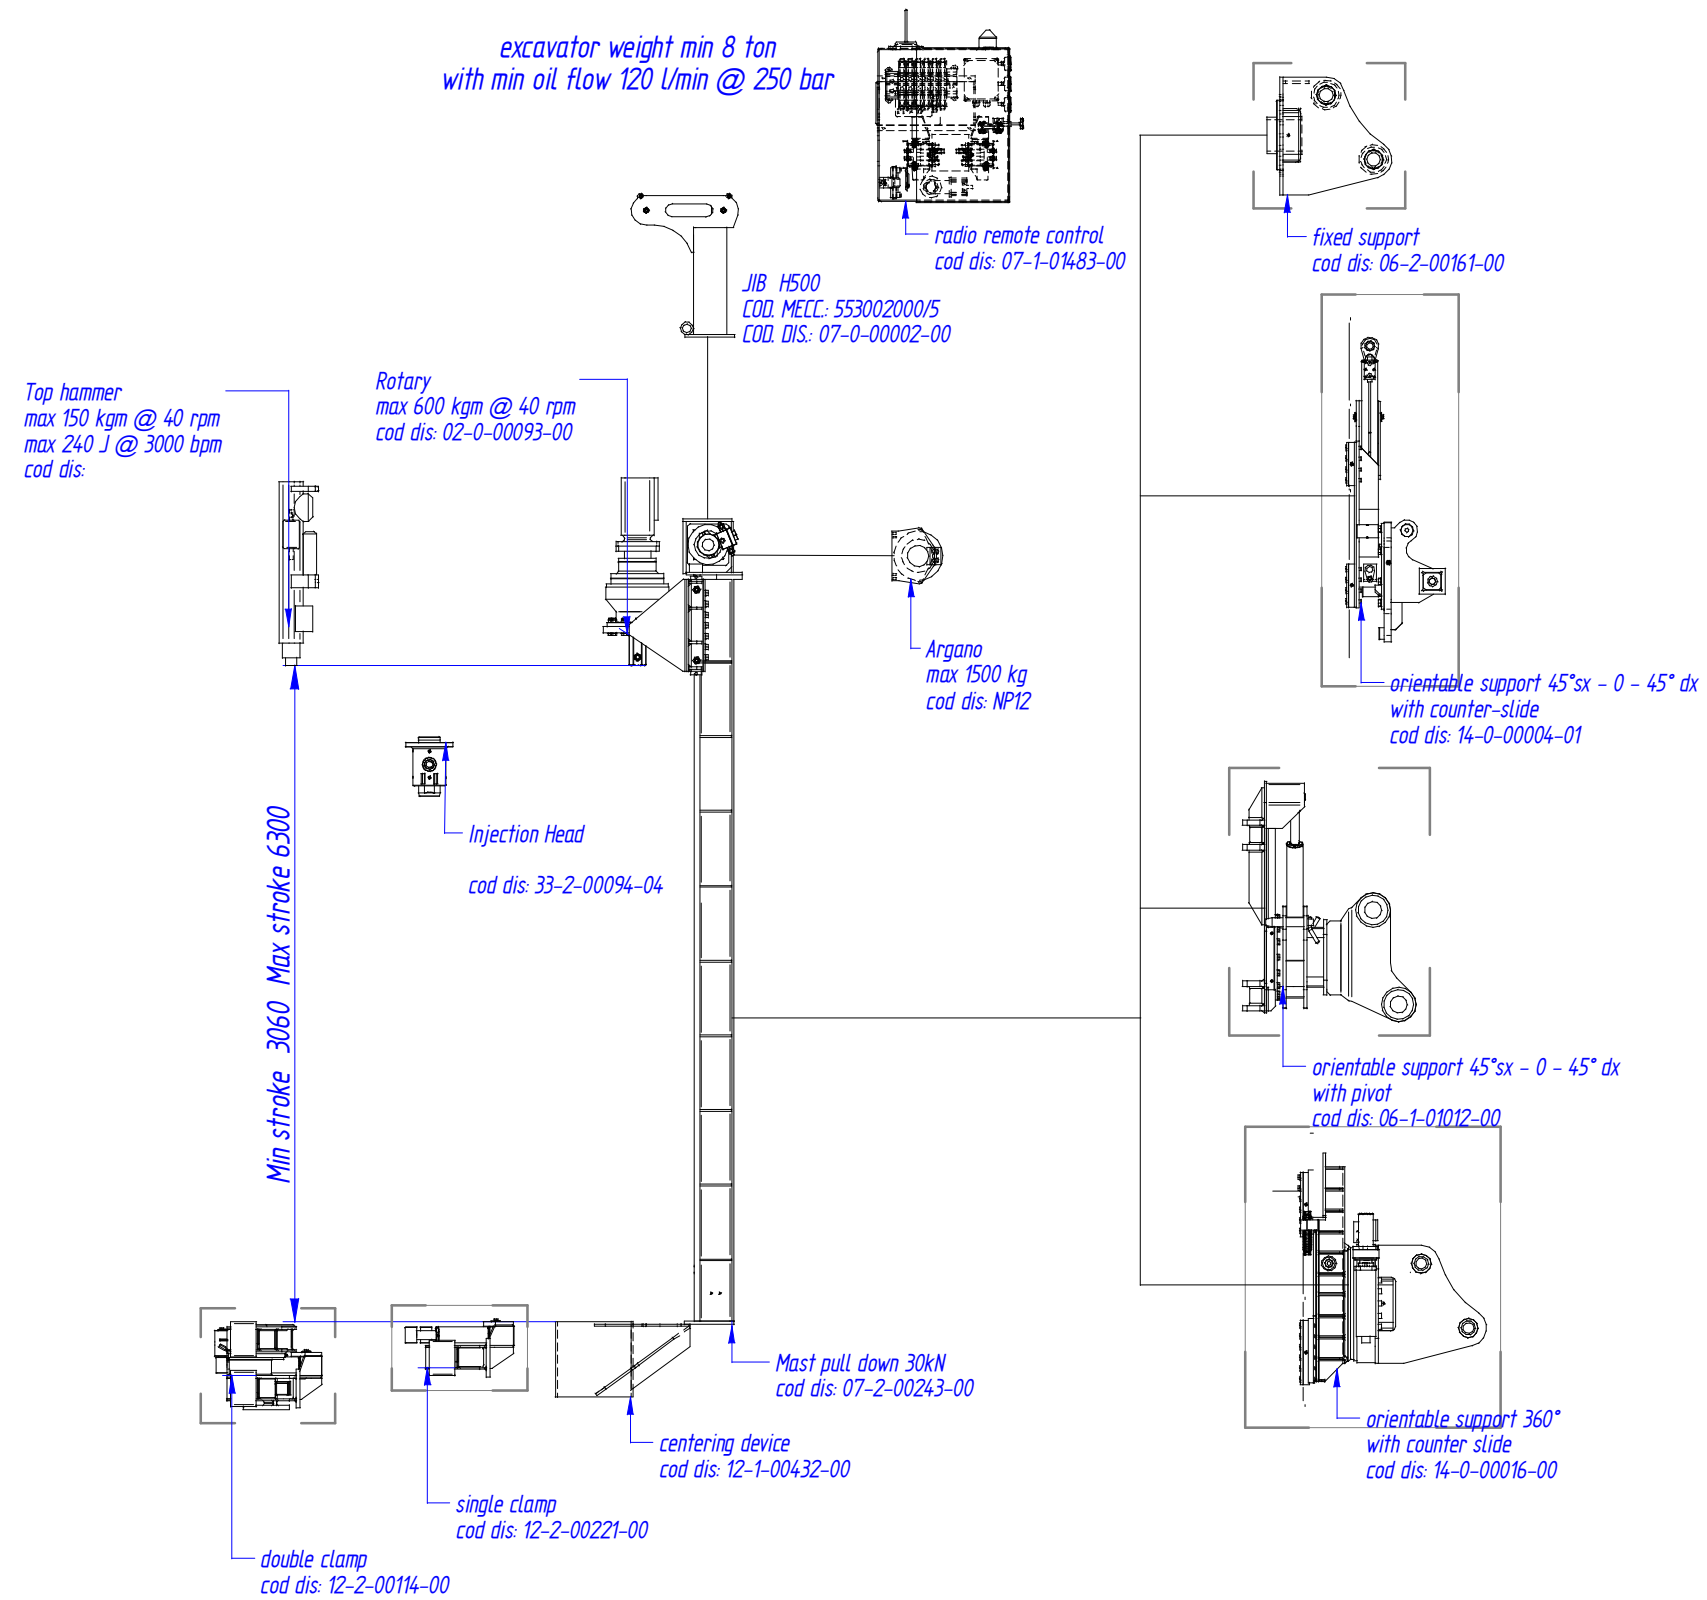 excavator weight min 8 ton
with min oil flow 120 l/min @ 250 bar
radio remote control
cod dis: 07-1-01483-00
fixed support
cod dis: 06-2-00161-00
JIB H500
COD. MECC.: 553002000/5
COD. DIS.: 07-0-00002-00
Top hammer
max 150 kgm @ 40 rpm
max 240 J @ 3000 bpm
cod dis:
Rotary
max 600 kgm @ 40 rpm
cod dis: 02-0-00093-00
Argano
max 1500 kg
cod dis: NP12
orientable support 45°sx - 0 - 45° dx
with counter-slide
cod dis: 14-0-00004-01
Injection Head
cod dis: 33-2-00094-04
Min stroke 3060 Max stroke 6300
orientable support 45°sx - 0 - 45° dx
with pivot
cod dis: 06-1-01012-00
Mast pull down 30kN
cod dis: 07-2-00243-00
orientable support 360°
with counter slide
cod dis: 14-0-00016-00
centering device
cod dis: 12-1-00432-00
single clamp
cod dis: 12-2-00221-00
double clamp
cod dis: 12-2-00114-00